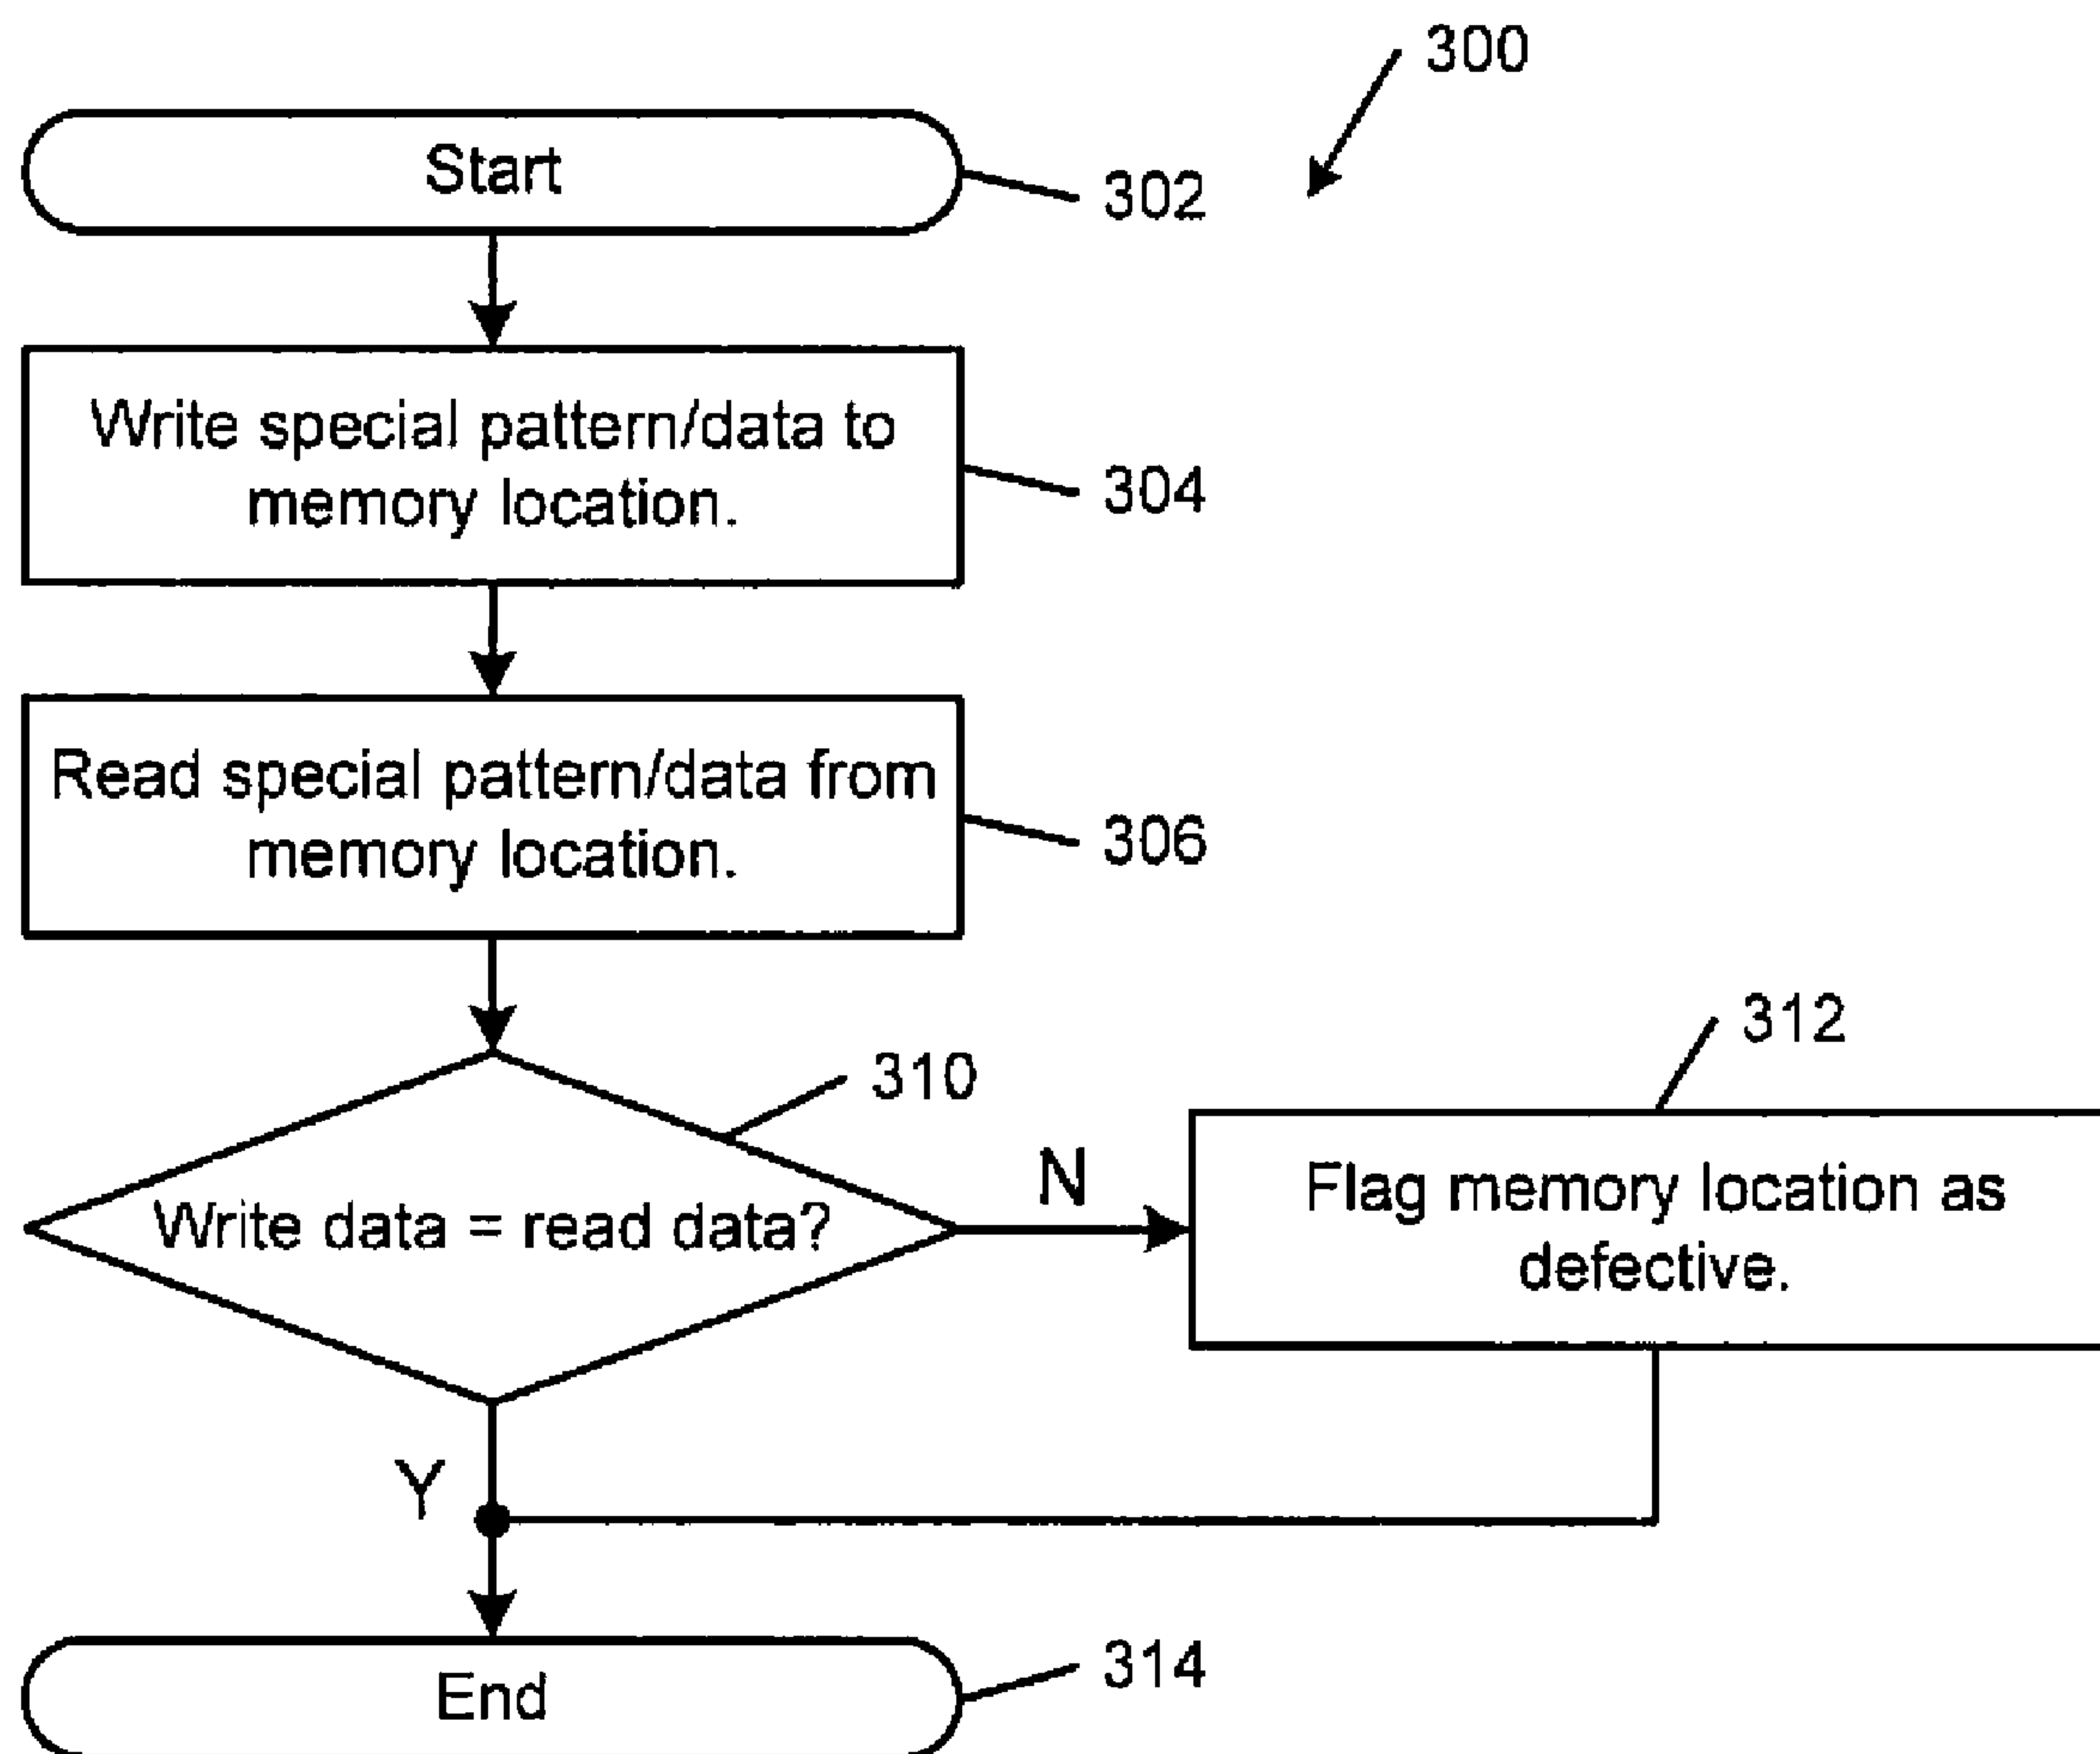 300
Start
302
Write special pattern/data to
memory location.
304
Read special pattern/data from
memory location.
306
310
312
Write data = read data?
N
Flag memory location as
defective.
Y
End
314